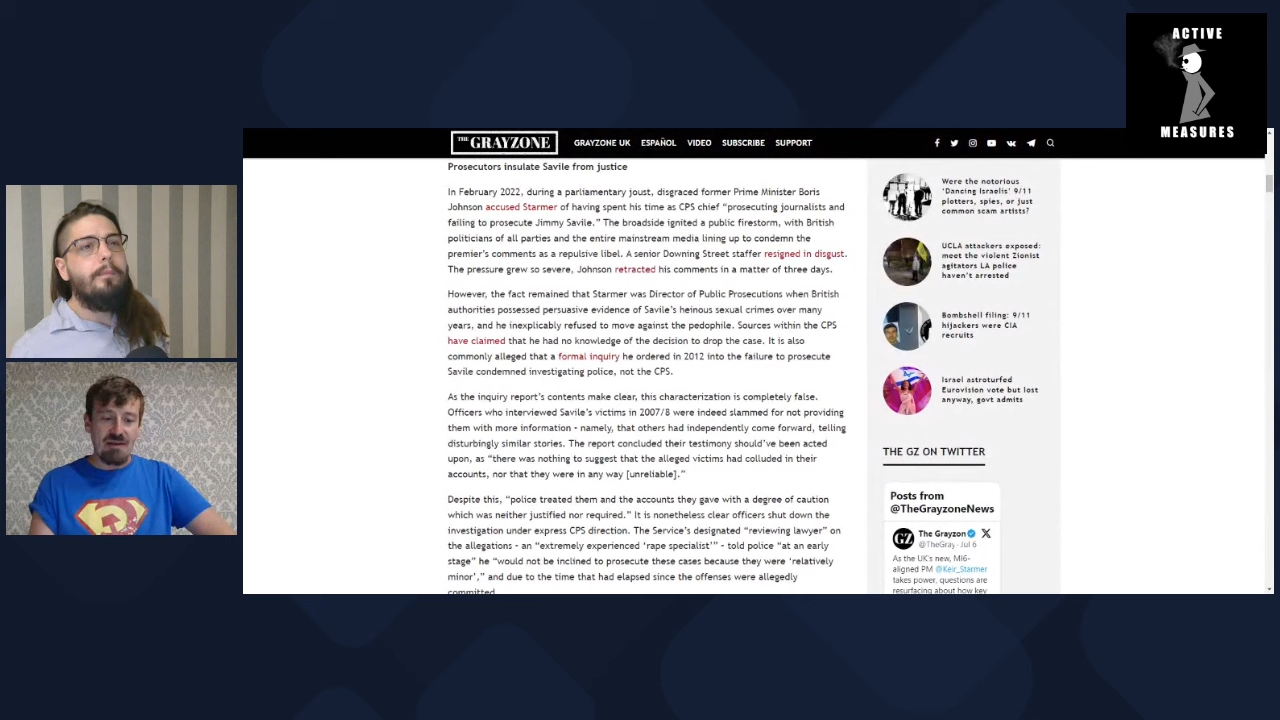 ACTIVE
MEASURES
THE GRAYZONE
GRAYZONE UK ESPAÑOL VIDEO SUBSCRIBE SUPPORT
Prosecutors insulate Savile from justice
In February 2022, during a parliamentary joust, disgraced former Prime Minister Boris
Johnson accused Starmer of having spent his time as CPS chief “prosecuting journalists and
failing to prosecute Jimmy Savile.” The broadside ignited a public firestorm, with British
politicians of all parties and the entire mainstream media lining up to condemn the
premier’s comments as a repulsive libel. A senior Downing Street staffer resigned in disgust.
The pressure grew so severe, Johnson retracted his comments in a matter of three days.
However, the fact remained that Starmer was Director of Public Prosecutions when British
authorities possessed persuasive evidence of Savile’s heinous sexual crimes over many
years, and he inexplicably refused to move against the pedophile. Sources within the CPS
have claimed that he had no knowledge of the decision to drop the case. It is also
commonly alleged that a formal inquiry he ordered in 2012 into the failure to prosecute
Savile condemned investigating police, not the CPS.
As the inquiry report’s contents make clear, this characterization is completely false.
Officers who interviewed Savile’s victims in 2007/8 were indeed slammed for not providing
them with more information – namely, that others had independently come forward, telling
disturbingly similar stories. The report concluded their testimony should’ve been acted
upon, as “there was nothing to suggest that the alleged victims had colluded in their
accounts, nor that they were in any way [unreliable].”
Despite this, “police treated them and the accounts they gave with a degree of caution
which was neither justified nor required.” It is nonetheless clear officers shut down the
investigation under express CPS direction. The Service’s designated “reviewing lawyer” on
the allegations – an “extremely experienced ‘rape specialist’” – told police “at an early
stage” he “would not be inclined to prosecute these cases because they were ‘relatively
minor’,” and due to the time that had elapsed since the offenses were allegedly
committed.
Were the notorious
‘Dancing Israelis’ 9/11
plotters, spies, or just
common scam artists?
UCLA attackers exposed:
meet the violent Zionist
agitators LA police
haven’t arrested
Bombshell filing: 9/11
hijackers were CIA
recruits
Israel astroturfed
Eurovision vote but lost
anyway, govt admits
THE GZ ON TWITTER
Posts from
@TheGrayzoneNews
GZ
The Grayzon
@TheGray · Jul 6
As the UK's new, MI6-
aligned PM @Keir_Starmer
takes power, questions are
resurfacing about how key